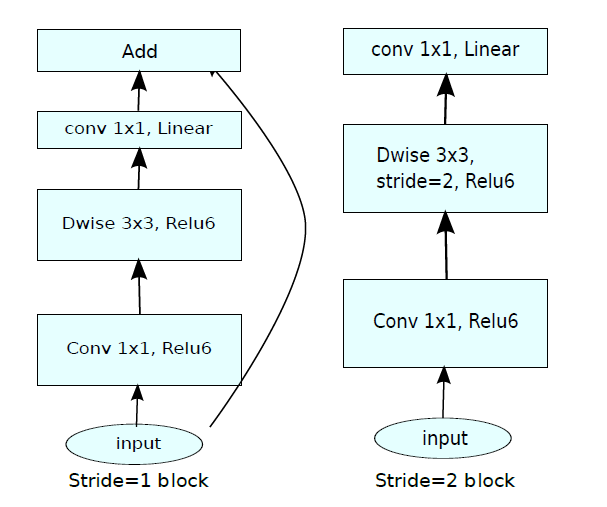 Add
conv 1x1, Linear
Dwise 3x3, Relu6
Conv 1x1, Relu6
input
Stride=1 block
conv 1x1, Linear
Dwise 3x3,
stride=2, Relu6
Conv 1x1, Relu6
input
Stride=2 block